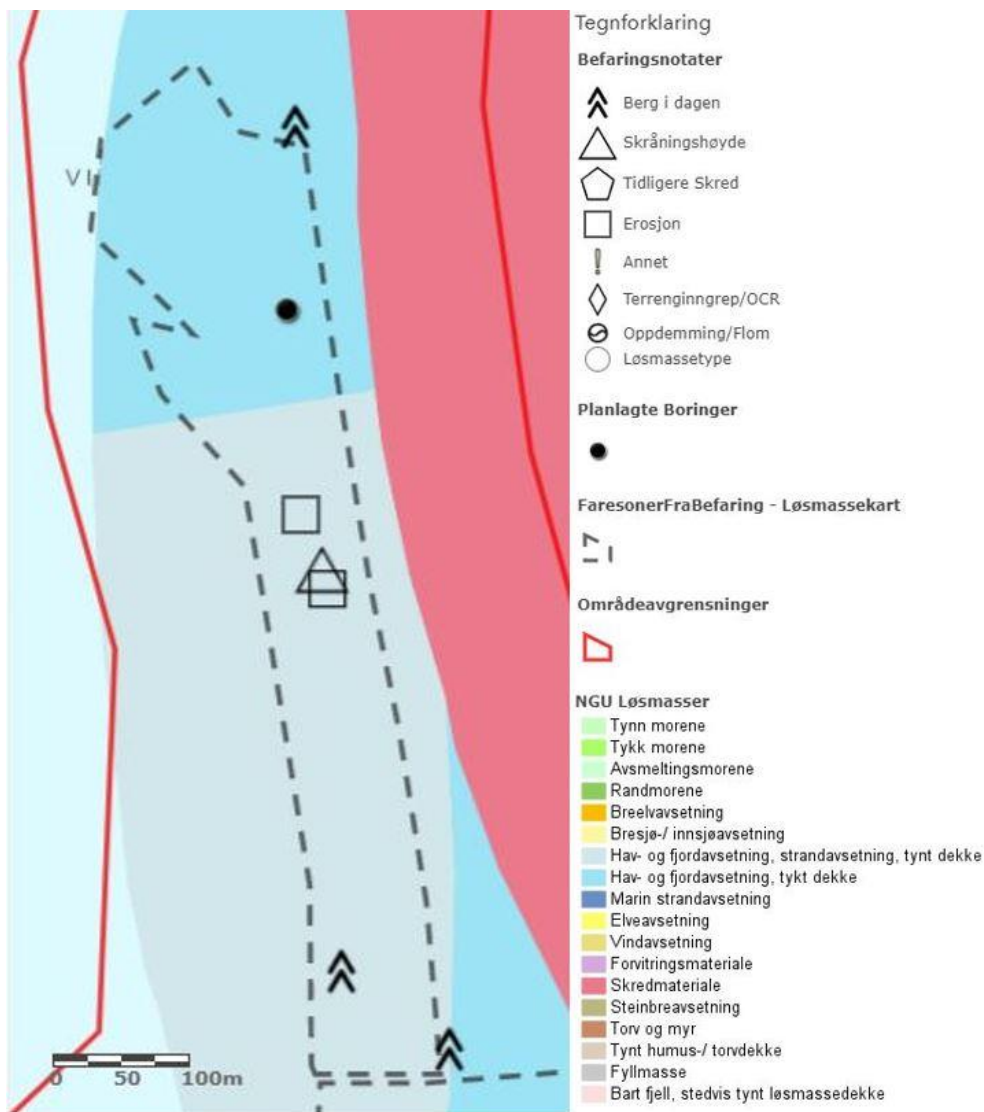 VI
0 50 100m
Tegnforklaring
Befaringsnotater
Berg i dagen
Skråningshøyde
Tidligere Skred
Erosjon
Annet
Terrenginngrep/OCR
Oppdemming/Flom
Løsmassetype
Planlagte Boringer
FaresonerFraBefaring - Løsmassekart
Områdeavgrensninger
NGU Løsmasser
Tynn morene
Tykk morene
Avsmeltingsmorene
Randmorene
Breelvavsetning
Bresjø-/ innsjøavsetning
Hav- og fjordavsetning, strandavsetning, tynt dekke
Hav- og fjordavsetning, tykt dekke
Marin strandavsetning
Elveavsetning
Vindavsetning
Forvitringsmateriale
Skredmateriale
Steinbreavsetning
Torv og myr
Tynt humus-/ torvdekke
Fyllmasse
Bart fjell, stedvis tynt løsmassedekke